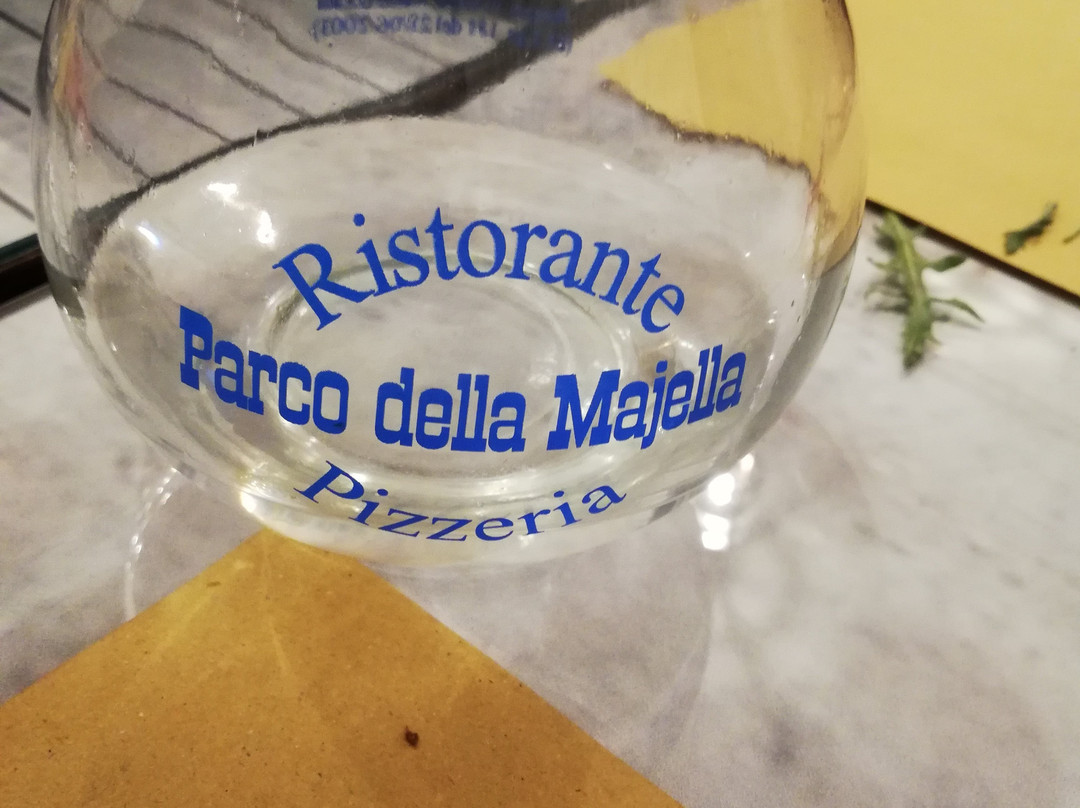 Ristorante
Parco della Majella
Pizzeria